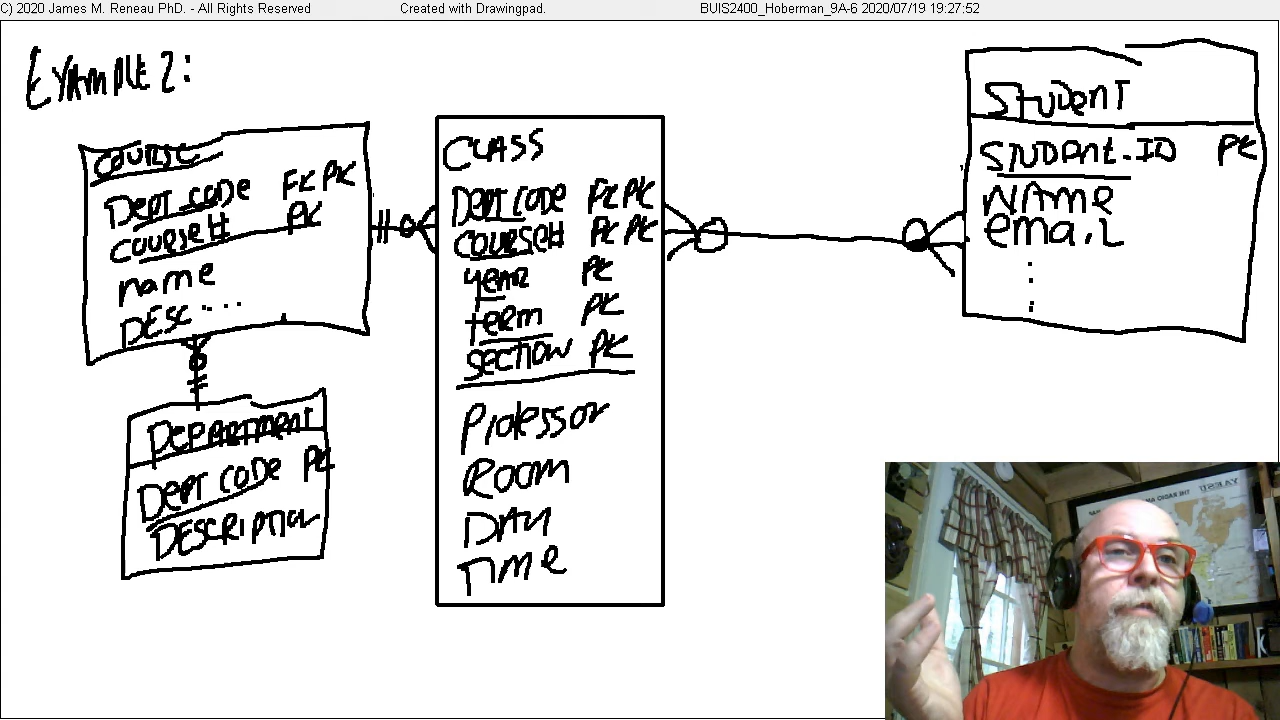 (C) 2020 James M. Reneau PhD. - All Rights Reserved
Created with Drawingpad.
BUIS2400_Hoberman_9A-6 2020/07/19 19:27:52
EXAMPLE 2:
COURSE
DEPT_CODE FK PK
COURSE# PK
name
DESC ...
DEPARTMENT
DEPT CODE PK
DESCRIPTION
CLASS
DEPT CODE FK PK
COURSE# FK PK
YEAR PK
TERM PK
SECTION PK
Professor
ROOM
DAY
TIME
STUDENT
STUDENT-ID PK
NAME
EMAIL